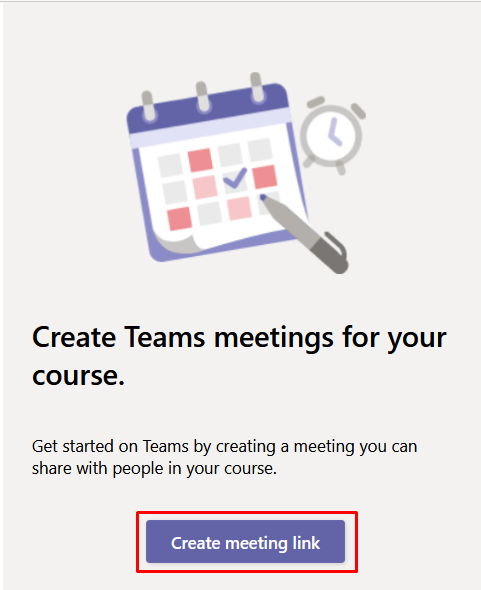 Create Teams meetings for your
course.
Get started on Teams by creating a meeting you can
share with people in your course.
Create meeting link